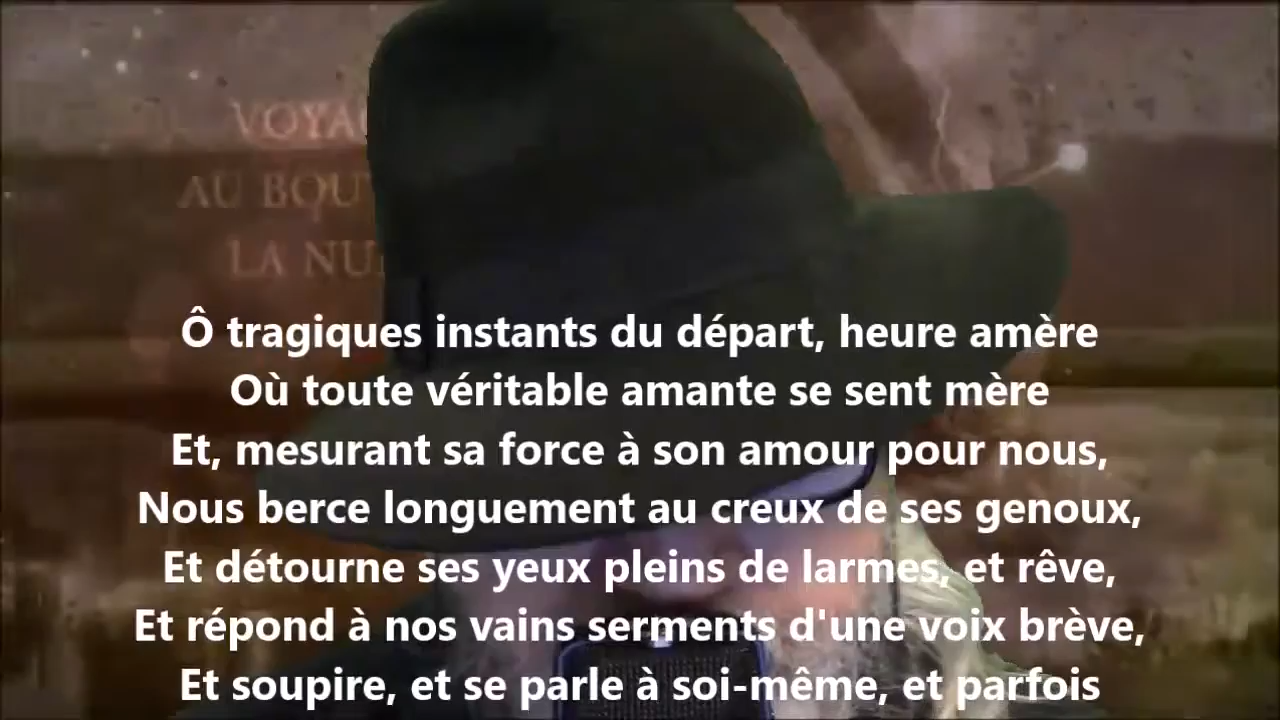 VOYA
AU BOU
LA NUI
Ô tragiques instants du départ, heure amère
Où toute véritable amante se sent mère
Et, mesurant sa force à son amour pour nous,
Nous berce longuement au creux de ses genoux,
Et détourne ses yeux pleins de larmes, et rêve,
Et répond à nos vains serments d'une voix brève,
Et soupire, et se parle à soi-même, et parfois